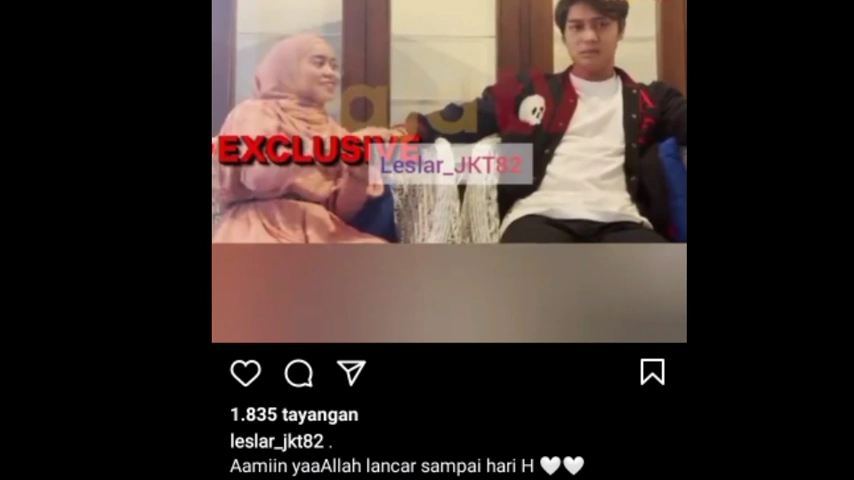 EXCLUSIVE
Leslar_JKT82
1.835 tayangan
leslar_jkt82 .
Aamiin yaaAllah lancar sampai hari H 🤍🤍